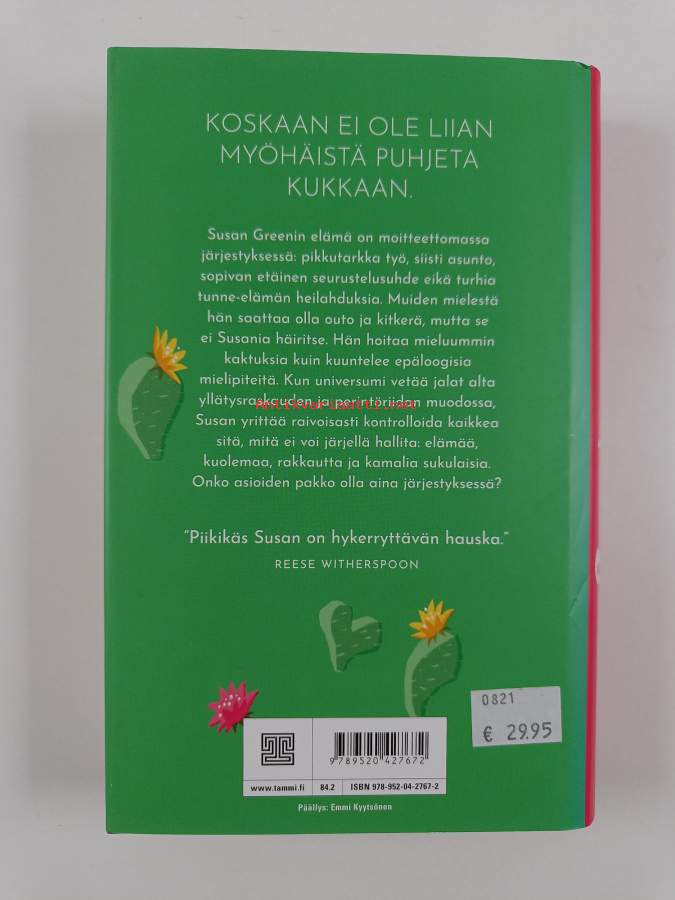 KOSKAAN EI OLE LIIAN
MYÖHÄISTÄ PUHJETA
KUKKAAN.
Susan Greenin elämä on moitteettomassa
järjestyksessä: pikkutarkka työ, siisti asunto,
sopivan etäinen seurustelusuhde eikä turhia
tunne-elämän heilahduksia. Muiden mielestä
hän saattaa olla outo ja kitkerä, mutta se
ei Susania häiritse. Hän hoitaa mieluummin
kaktuksia kuin kuuntelee epäloogisia
mielipiteitä. Kun universumi vetää jalat alta
yllätysraskauden ja perintöriidan muodossa,
Antikvariaatti.net
Susan yrittää raivoisasti kontrolloida kaikkea
sitä, mitä ei voi järjellä hallita: elämää,
kuolemaa, rakkautta ja kamalia sukulaisia.
Onko asioiden pakko olla aina järjestyksessä?
"Piikikäs Susan on hykerryttävän hauska."
REESE WITHERSPOON
0821
€ 29.95
9 789520 427672
www.tammi.fi 84.2 ISBN 978-952-04-2767-2
Päällys: Emmi Kyytsönen